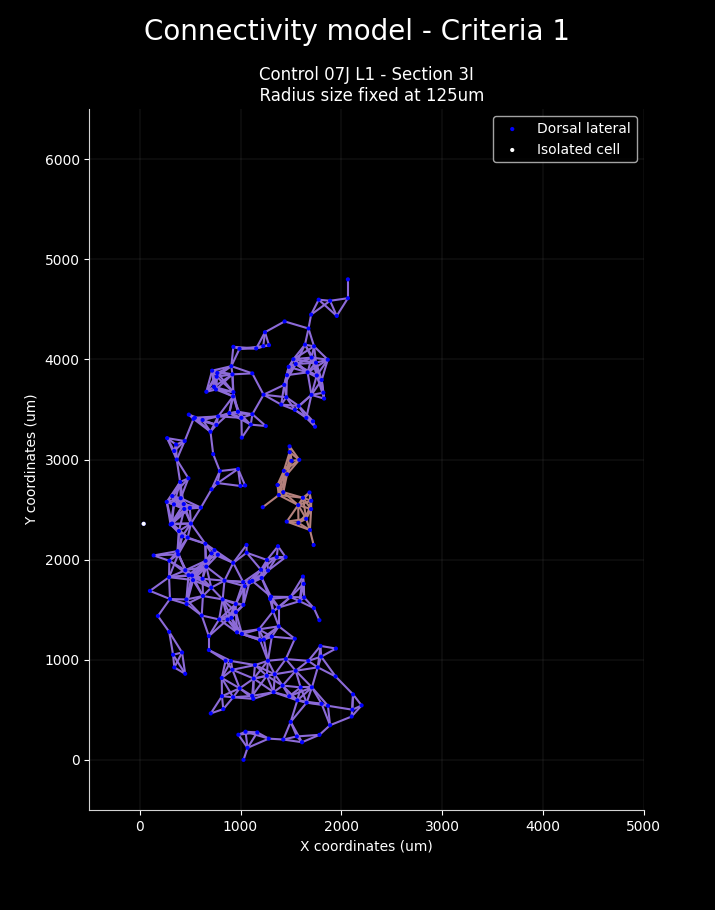 Connectivity model - Criteria 1
Control 07J L1 - Section 3I
Radius size fixed at 125um
Dorsal lateral
Isolated cell
6000
5000
4000
3000
2000
1000
0
Y coordinates (um)
0 1000 2000 3000 4000 5000
X coordinates (um)